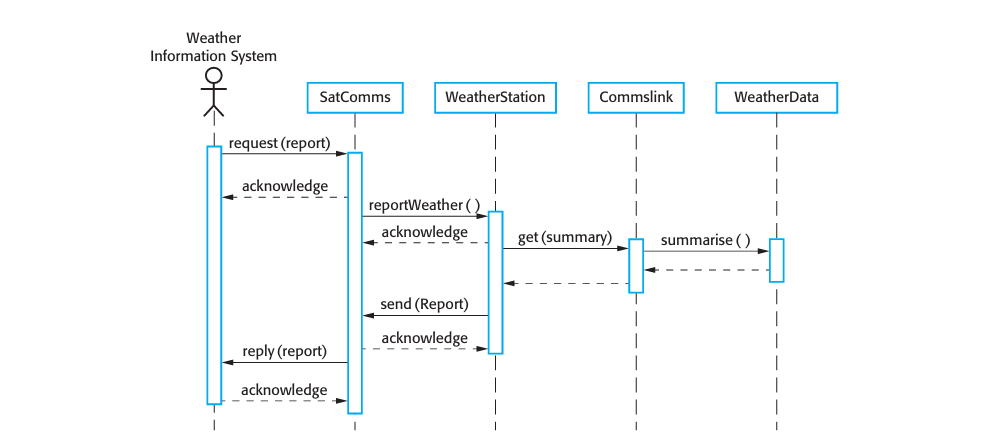 Weather
Information System
SatComms
WeatherStation
Commslink
WeatherData
request (report)
acknowledge
reportWeather ( )
acknowledge
get (summary)
summarise ( )
send (Report)
acknowledge
reply (report)
acknowledge